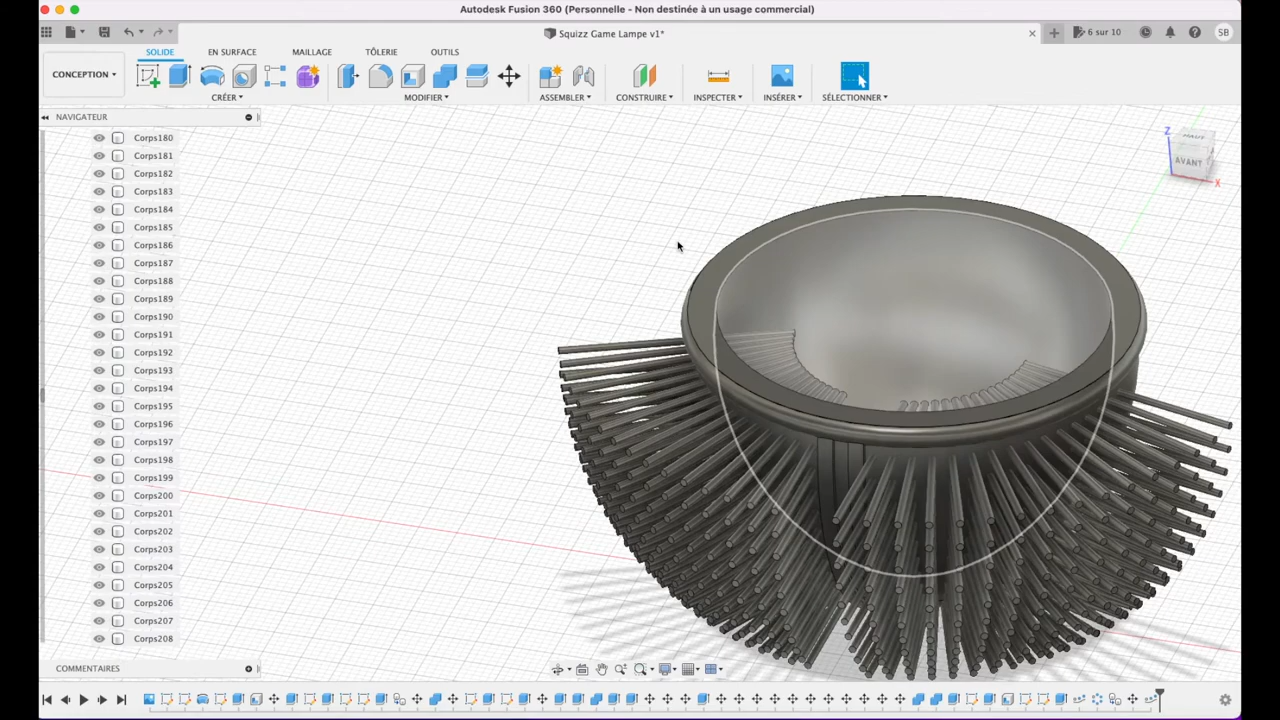 Autodesk Fusion 360 (Personnelle - Non destinée à un usage commercial)
Squizz Game Lampe v1*
6 sur 10
SB
CONCEPTION
SOLIDE
EN SURFACE
MAILLAGE
TÔLERIE
OUTILS
CRÉER
MODIFIER
ASSEMBLER
CONSTRUIRE
INSPECTER
INSÉRER
SÉLECTIONNER
NAVIGATEUR
Corps180
Corps181
Corps182
Corps183
Corps184
Corps185
Corps186
Corps187
Corps188
Corps189
Corps190
Corps191
Corps192
Corps193
Corps194
Corps195
Corps196
Corps197
Corps198
Corps199
Corps200
Corps201
Corps202
Corps203
Corps204
Corps205
Corps206
Corps207
Corps208
Z
HAUT
AVANT
X
COMMENTAIRES